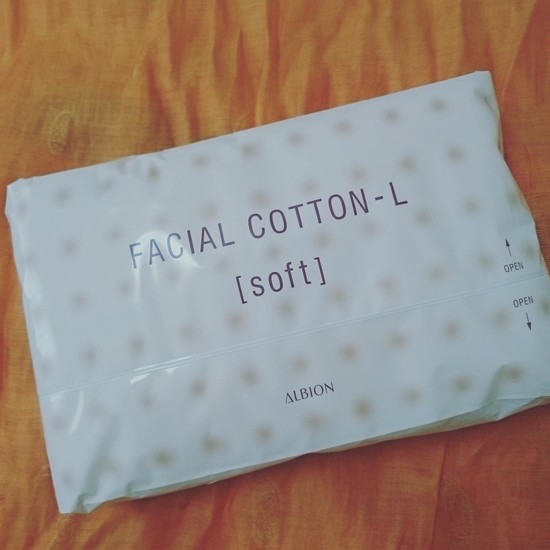 FACIAL COTTON-L
[soft]
OPEN
OPEN
ALBION